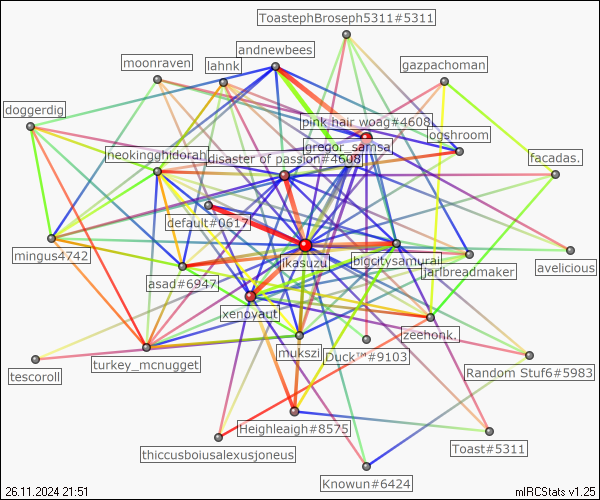 ToastephBroseph5311#5311
andnewbees
moonraven
lahnk
gazpachoman
doggerdig
pink hair woag#4608
ogshroom
gregor_samsa
neokingghidorah
disaster of passion#4608
facadas.
default#0617
mingus4742
ikasuzu
bigcitysamurai
jarlbreadmaker
avelicious
asad#6947
xenoyaut
zeehonk.
mukszi
Duck™#9103
turkey_mcnugget
tescoroll
Random Stuf6#5983
Heighleaigh#8575
thiccusboiusalexusjoneus
Toast#5311
Knowun#6424
26.11.2024 21:51
mIRCStats v1.25